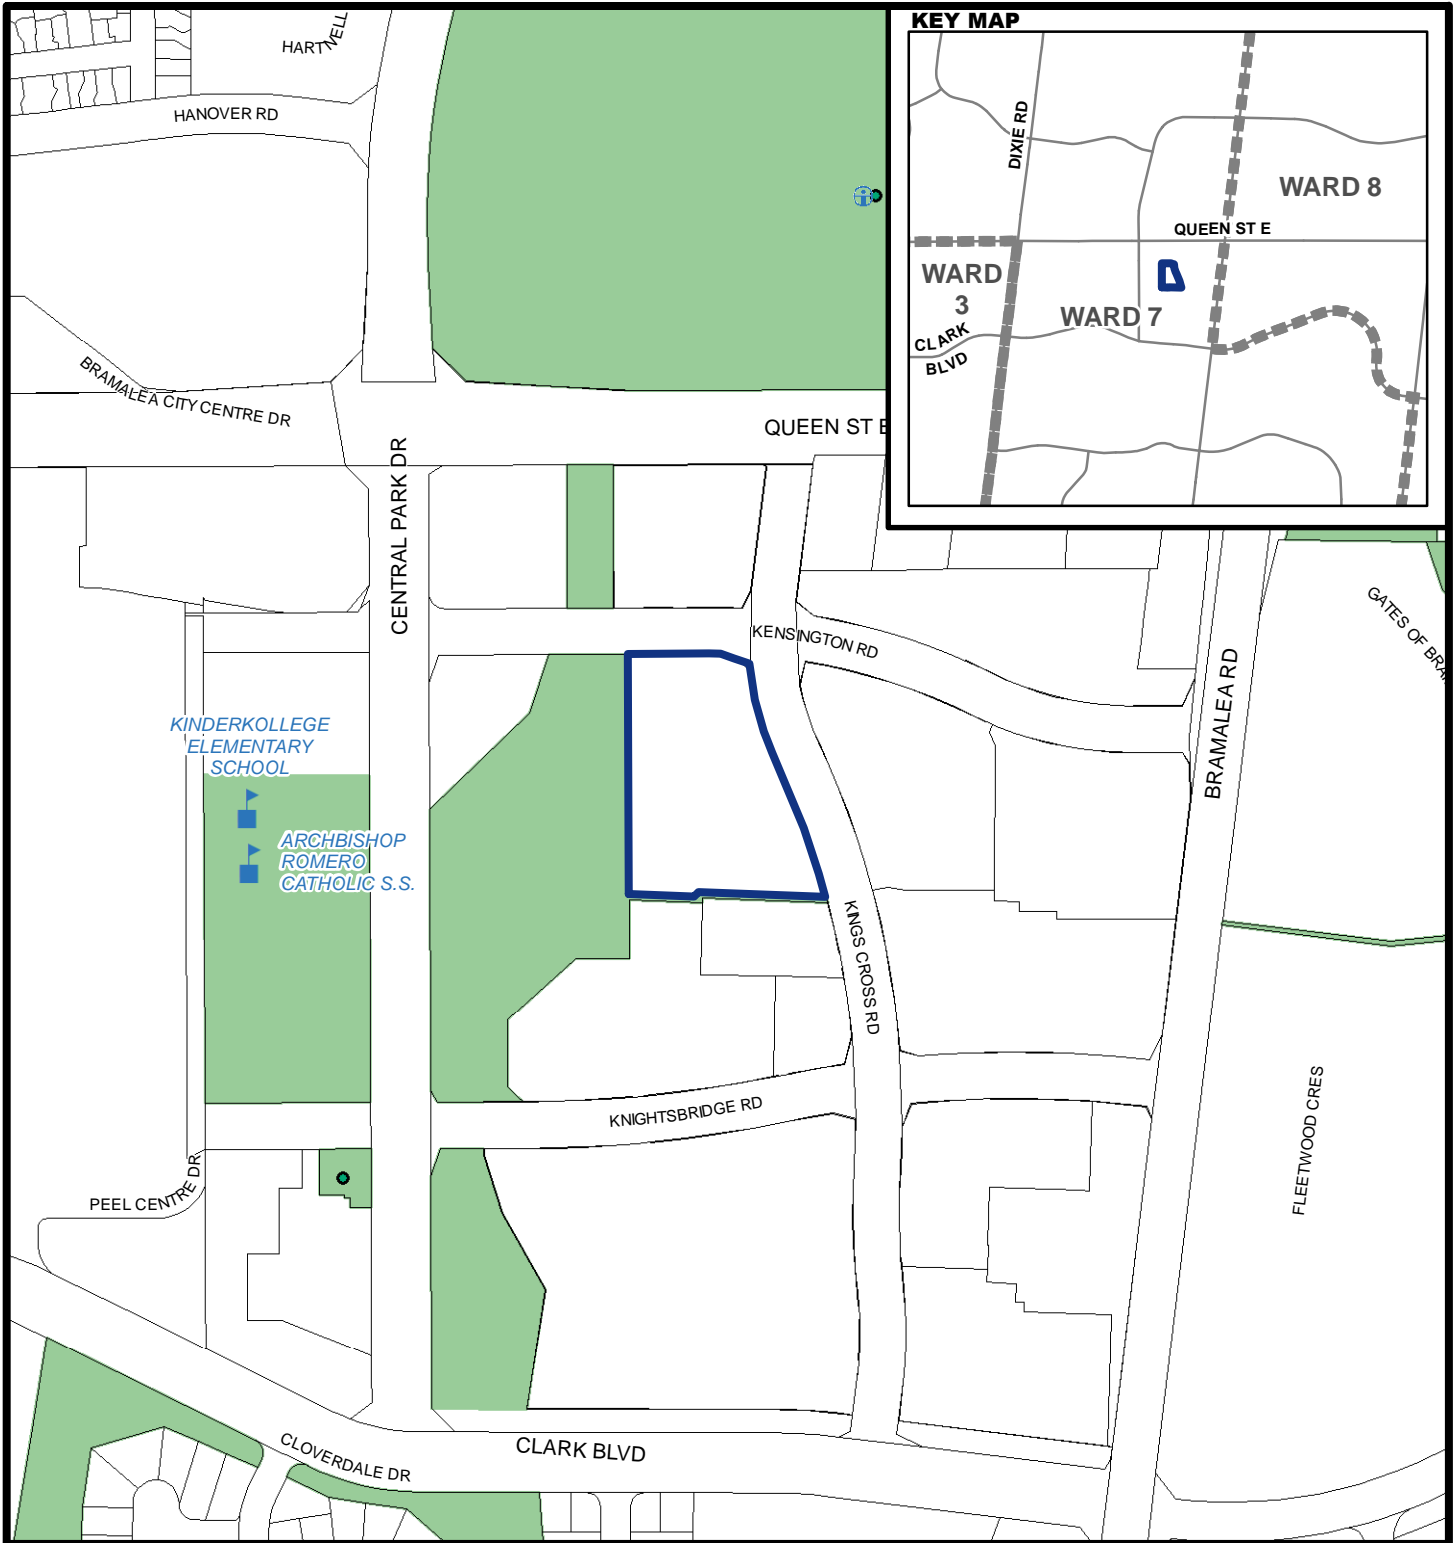 HARTWELL
HANOVER RD
BRAMALEA CITY CENTRE DR
QUEEN ST E
CENTRAL PARK DR
KENSINGTON RD
KINDERKOLLEGE
ELEMENTARY
SCHOOL
ARCHBISHOP
ROMERO
CATHOLIC S.S.
BRAMALEA RD
GATES OF BRA
KINGS CROSS RD
KNIGHTSBRIDGE RD
FLEETWOOD CRES
PEEL CENTRE DR
CLOVERDALE DR
CLARK BLVD
KEY MAP
DIXIE RD
WARD 8
QUEEN ST E
WARD
3
WARD 7
CLARK
BLVD